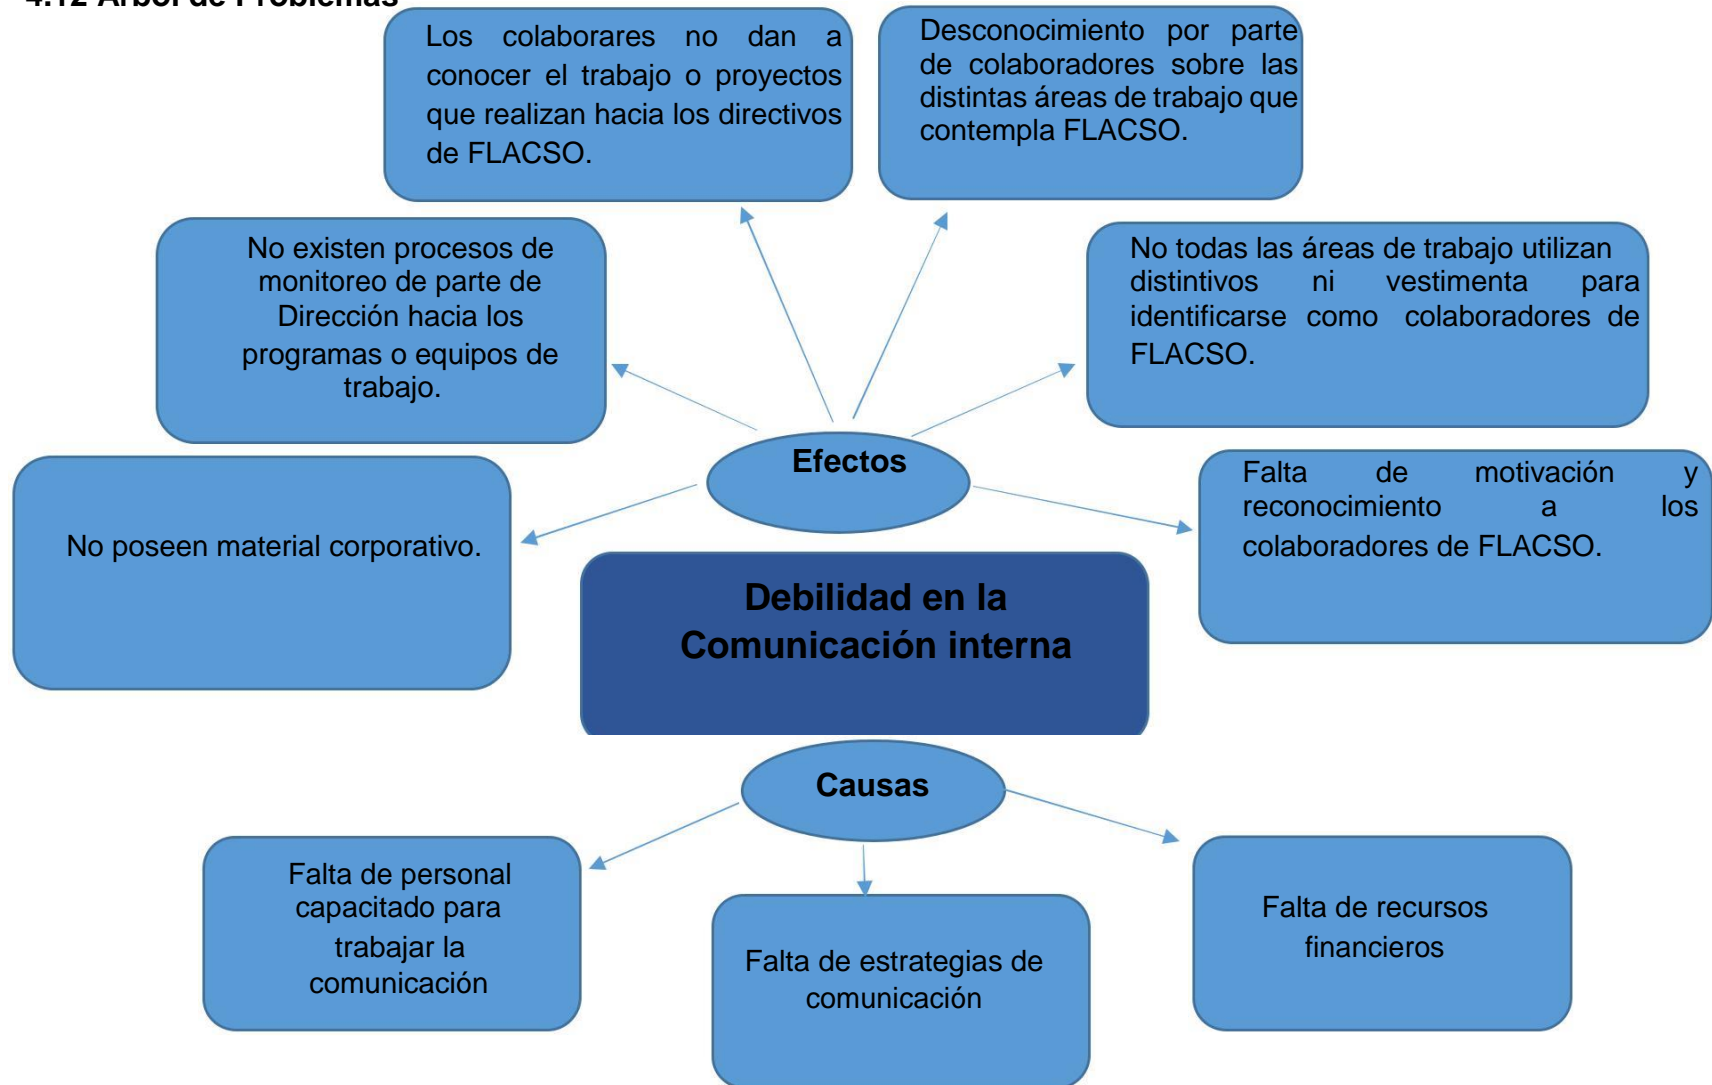 4.12 Árbol de Problemas
Los colaborares no dan a
conocer el trabajo o proyectos
que realizan hacia los directivos
de FLACSO.
Desconocimiento por parte
de colaboradores sobre las
distintas áreas de trabajo que
contempla FLACSO.
No existen procesos de
monitoreo de parte de
Dirección hacia los
programas o equipos de
trabajo.
No todas las áreas de trabajo utilizan
distintivos ni vestimenta para
identificarse como colaboradores de
FLACSO.
Efectos
No poseen material corporativo.
Falta de motivación y
reconocimiento a los
colaboradores de FLACSO.
Debilidad en la
Comunicación interna
Causas
Falta de personal
capacitado para
trabajar la
comunicación
Falta de estrategias de
comunicación
Falta de recursos
financieros